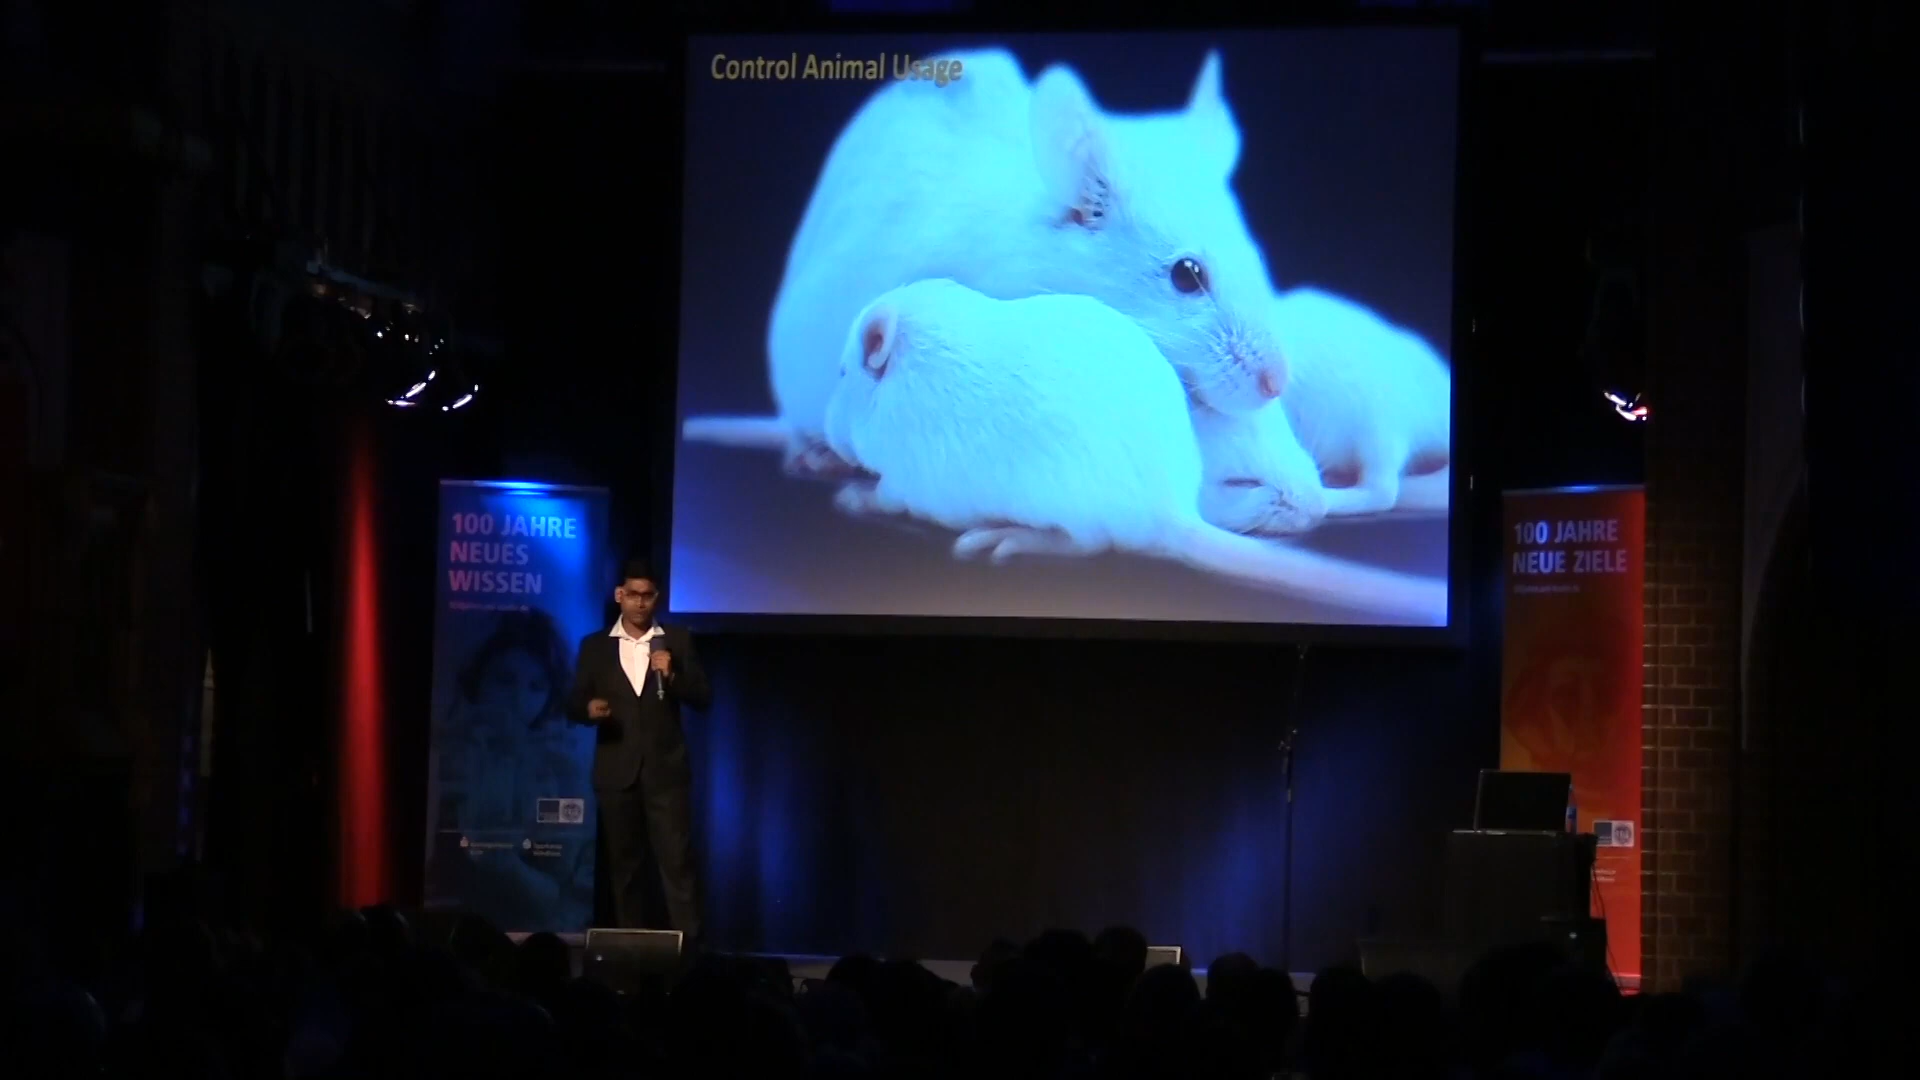 Control Animal Usage
100 JAHRE
NEUES
WISSEN
100 JAHRE
NEUE ZIELE